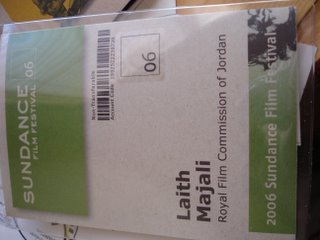 SUNDANCE
FILM FESTIVAL '06
Non-Transferable
06
Laith
Majali
Royal Film Commission of Jordan
2006 Sundance Film Festival